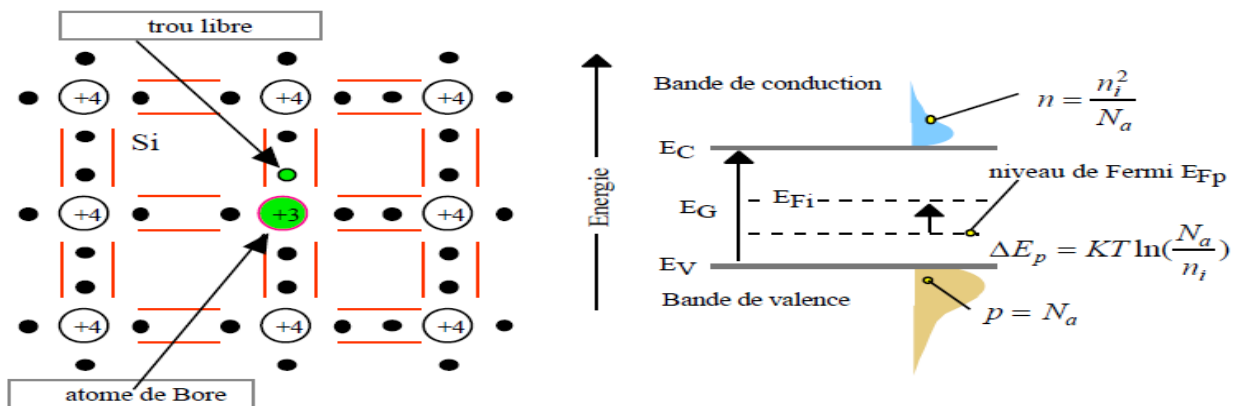 trou libre
+4 +4 +4
Si
+4 +3 +4
+4 +4 +4
atome de Bore
Energie
Bande de conduction
n = n_i^2 / N_a
E_C
niveau de Fermi E_Fp
E_G
E_Fi
ΔE_p = KT ln(N_a / n_i)
E_V
Bande de valence
p = N_a